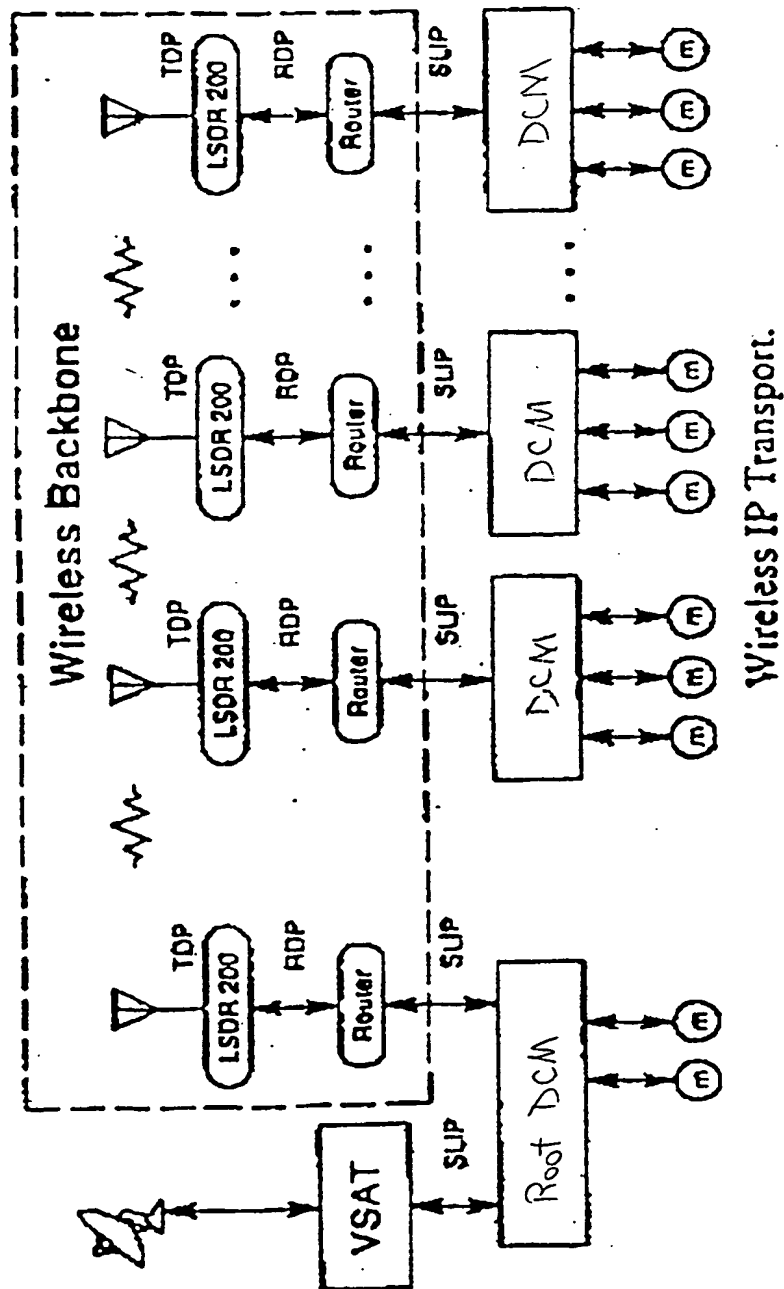 Wireless Backbone
TDP
TDP
TDP
TDP
LSDR 200
LSDR 200
LSDR 200
LSDR 200
RDP
RDP
RDP
RDP
Router
Router
Router
Router
VSAT
SLIP
SLIP
SLIP
SLIP
SLIP
Root DCM
DCM
DCM
DCM
m
m
m
m
m
m
m
m
m
m
m
Wireless IP Transport.